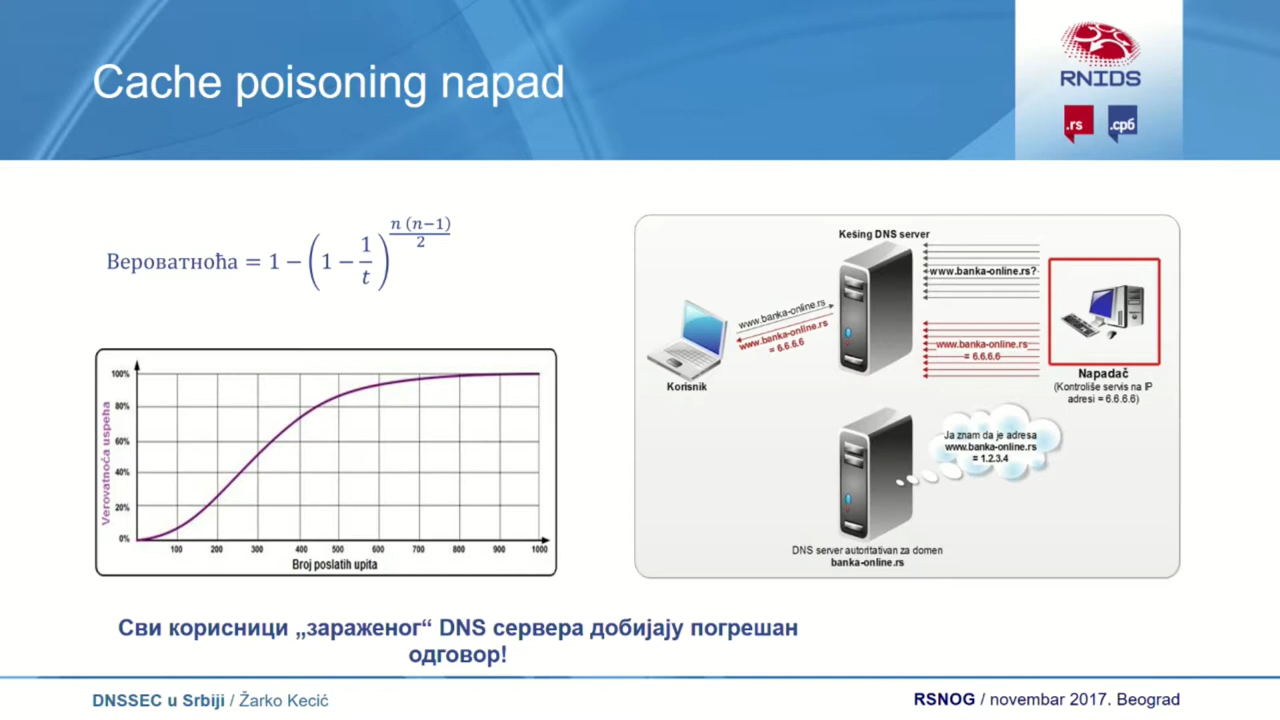 Cache poisoning napad
RNIDS
.rs
.срб
Вероватноћа = 1 − (1 − 1/t)^(n (n−1)/2)
100%
80%
60%
40%
20%
0%
Verovatnoća uspeha
100 200 300 400 500 600 700 800 900 1000
Broj poslatih upita
Kešing DNS server
www.banka-online.rs?
www.banka-online.rs
www.banka-online.rs
= 6.6.6.6
www.banka-online.rs
= 6.6.6.6
Korisnik
Napadač
(Kontroliše servis na IP
adresi = 6.6.6.6)
Ja znam da je adresa
www.banka-online.rs
= 1.2.3.4
DNS server autoritativan za domen
banka-online.rs
Сви корисници „зараженог“ DNS сервера добијају погрешан
одговор!
DNSSEC u Srbiji / Žarko Kecić
RSNOG / novembar 2017. Beograd